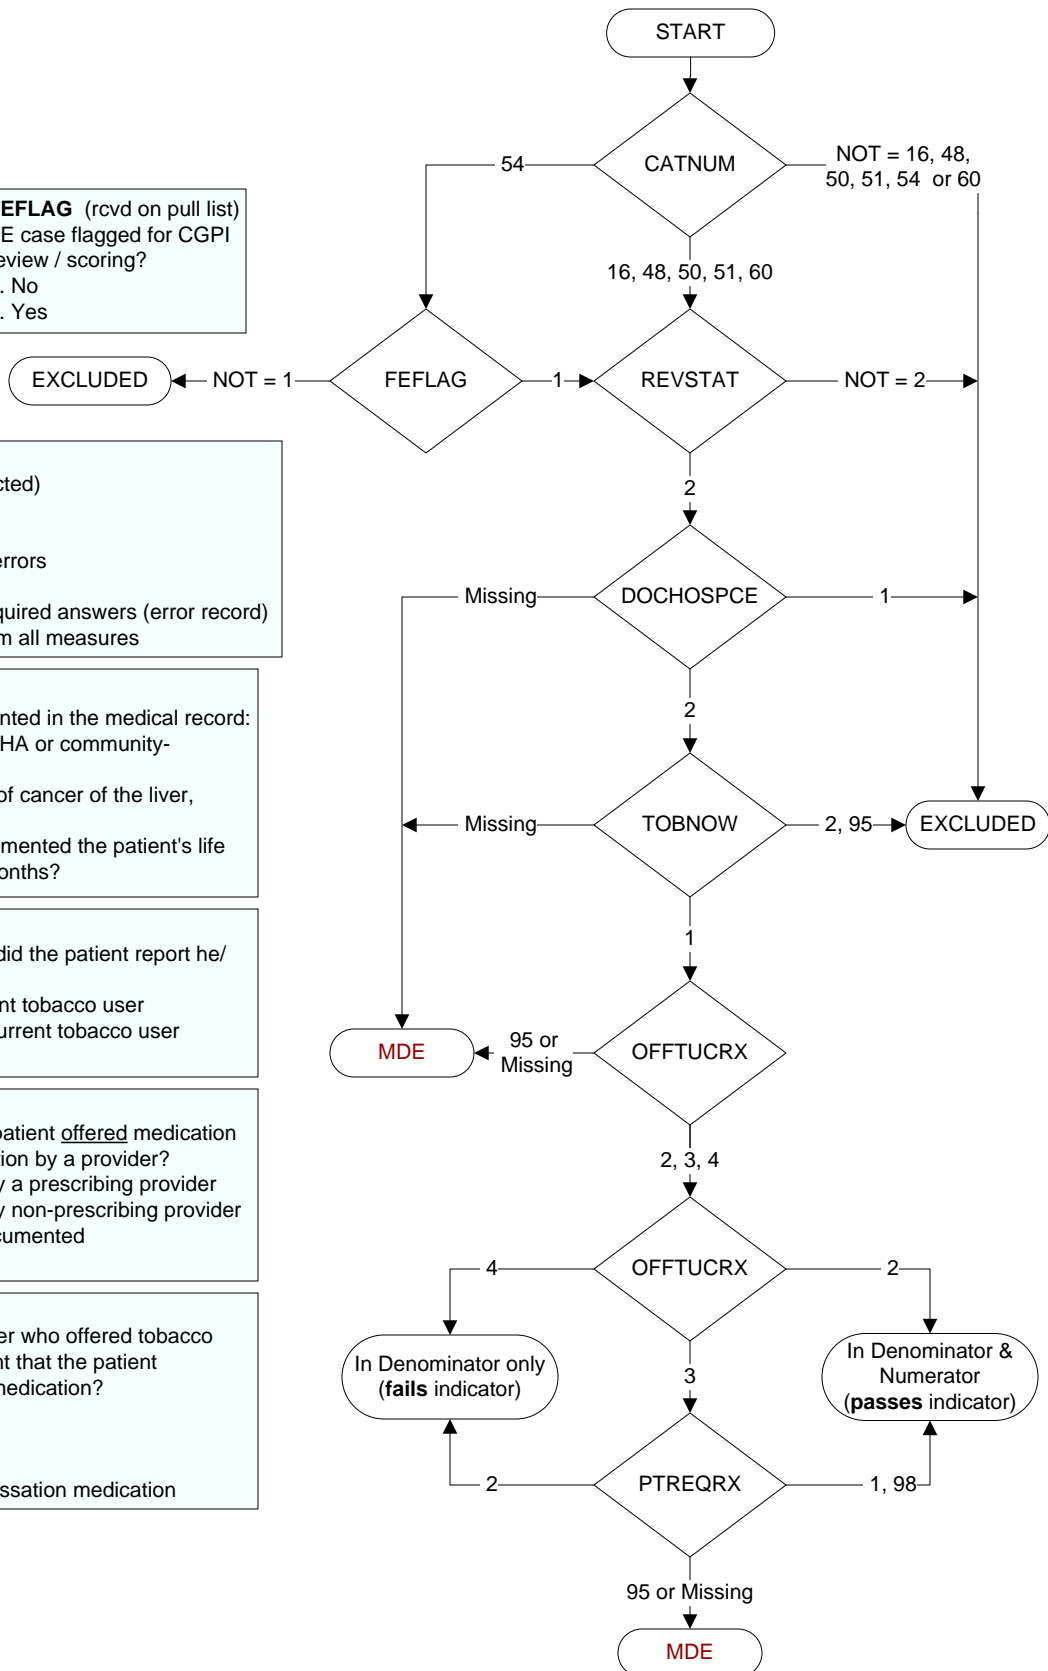 START
CATNUM
54
NOT = 16, 48,
50, 51, 54 or 60
16, 48, 50, 51, 60
EFLAG (rcvd on pull list)
E case flagged for CGPI
eview / scoring?
. No
. Yes
EXCLUDED
NOT = 1
FEFLAG
1
REVSTAT
NOT = 2
2
cted)
errors
quired answers (error record)
m all measures
Missing
DOCHOSPCE
1
2
nted in the medical record:
HA or community-
of cancer of the liver,
mented the patient's life
onths?
Missing
TOBNOW
2, 95
EXCLUDED
1
did the patient report he/
nt tobacco user
urrent tobacco user
MDE
95 or
Missing
OFFTUCRX
2, 3, 4
patient offered medication
tion by a provider?
y a prescribing provider
y non-prescribing provider
cumented
4
OFFTUCRX
2
3
er who offered tobacco
nt that the patient
nedication?
ssation medication
In Denominator only
(fails indicator)
In Denominator &
Numerator
(passes indicator)
2
PTREQRX
1, 98
95 or Missing
MDE